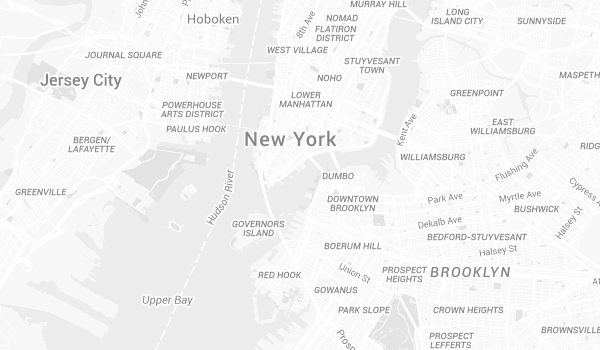 MURRAY HILL
John
P
Hoboken
8th Ave
NOMAD
FLATIRON
DISTRICT
LONG
ISLAND CITY
SUNNYSIDE
JOURNAL SQUARE
WEST VILLAGE
STUYVESANT
TOWN
Jersey City
NEWPORT
NOHO
MASPETH
LOWER
MANHATTAN
GREENPOINT
POWERHOUSE
ARTS DISTRICT
PAULUS HOOK
New York
Kent Ave
EAST
WILLIAMSBURG
BERGEN/
LAFAYETTE
RIDG
WILLIAMSBURG
Flushing Ave
GREENVILLE
Hudson River
DUMBO
DOWNTOWN
BROOKLYN
Park Ave
Myrtle Ave
Cypress A
BUSHWICK
GOVERNORS
ISLAND
Dekalb Ave
Halsey St
BEDFORD-STUYVESANT
BOERUM HILL
Halsey St
RED HOOK
Union St
PROSPECT
HEIGHTS
BROOKLYN
GOWANUS
Upper Bay
PARK SLOPE
CROWN HEIGHTS
BROWNSVILLE
Prosp
PROSPECT
LEFFERTS